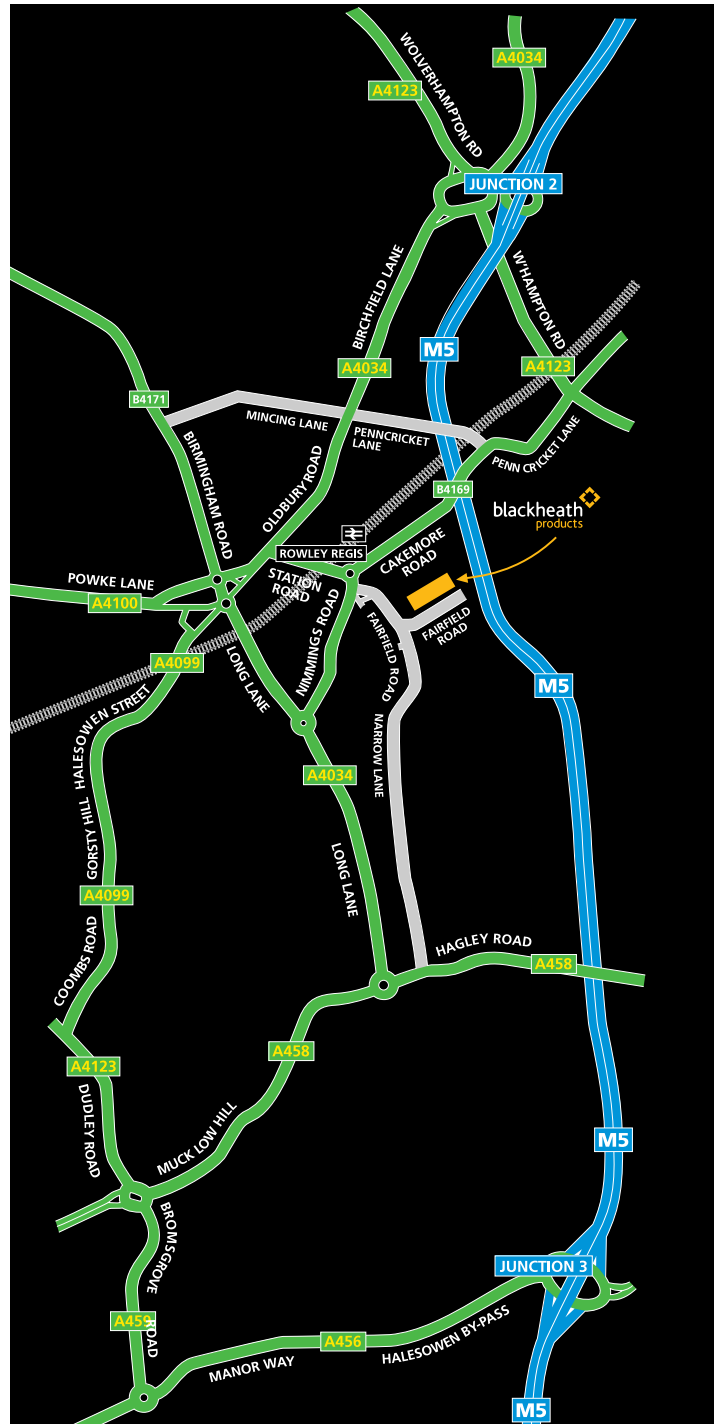 WOLVERHAMPTON RD
A4034
A4123
JUNCTION 2
BIRCHFIELD LANE
W'HAMPTON RD
M5
A4034
A4123
B4171
MINCING LANE
PENNCRICKET
LANE
PENN CRICKET LANE
BIRMINGHAM ROAD
OLDBURY ROAD
B4169
blackheath
products
ROWLEY REGIS
CAKEMORE
ROAD
POWKE LANE
STATION
ROAD
A4100
NIMMINGS ROAD
FAIRFIELD ROAD
FAIRFIELD
ROAD
A4099
LONG LANE
M5
HALESOWEN STREET
NARROW LANE
A4034
GORSTY HILL
LONG LANE
A4099
COOMBS ROAD
HAGLEY ROAD
A458
A4123
A458
DUDLEY ROAD
MUCK LOW HILL
M5
BROMSGROVE
ROAD
JUNCTION 3
A459
A456
HALESOWEN BY-PASS
MANOR WAY
M5